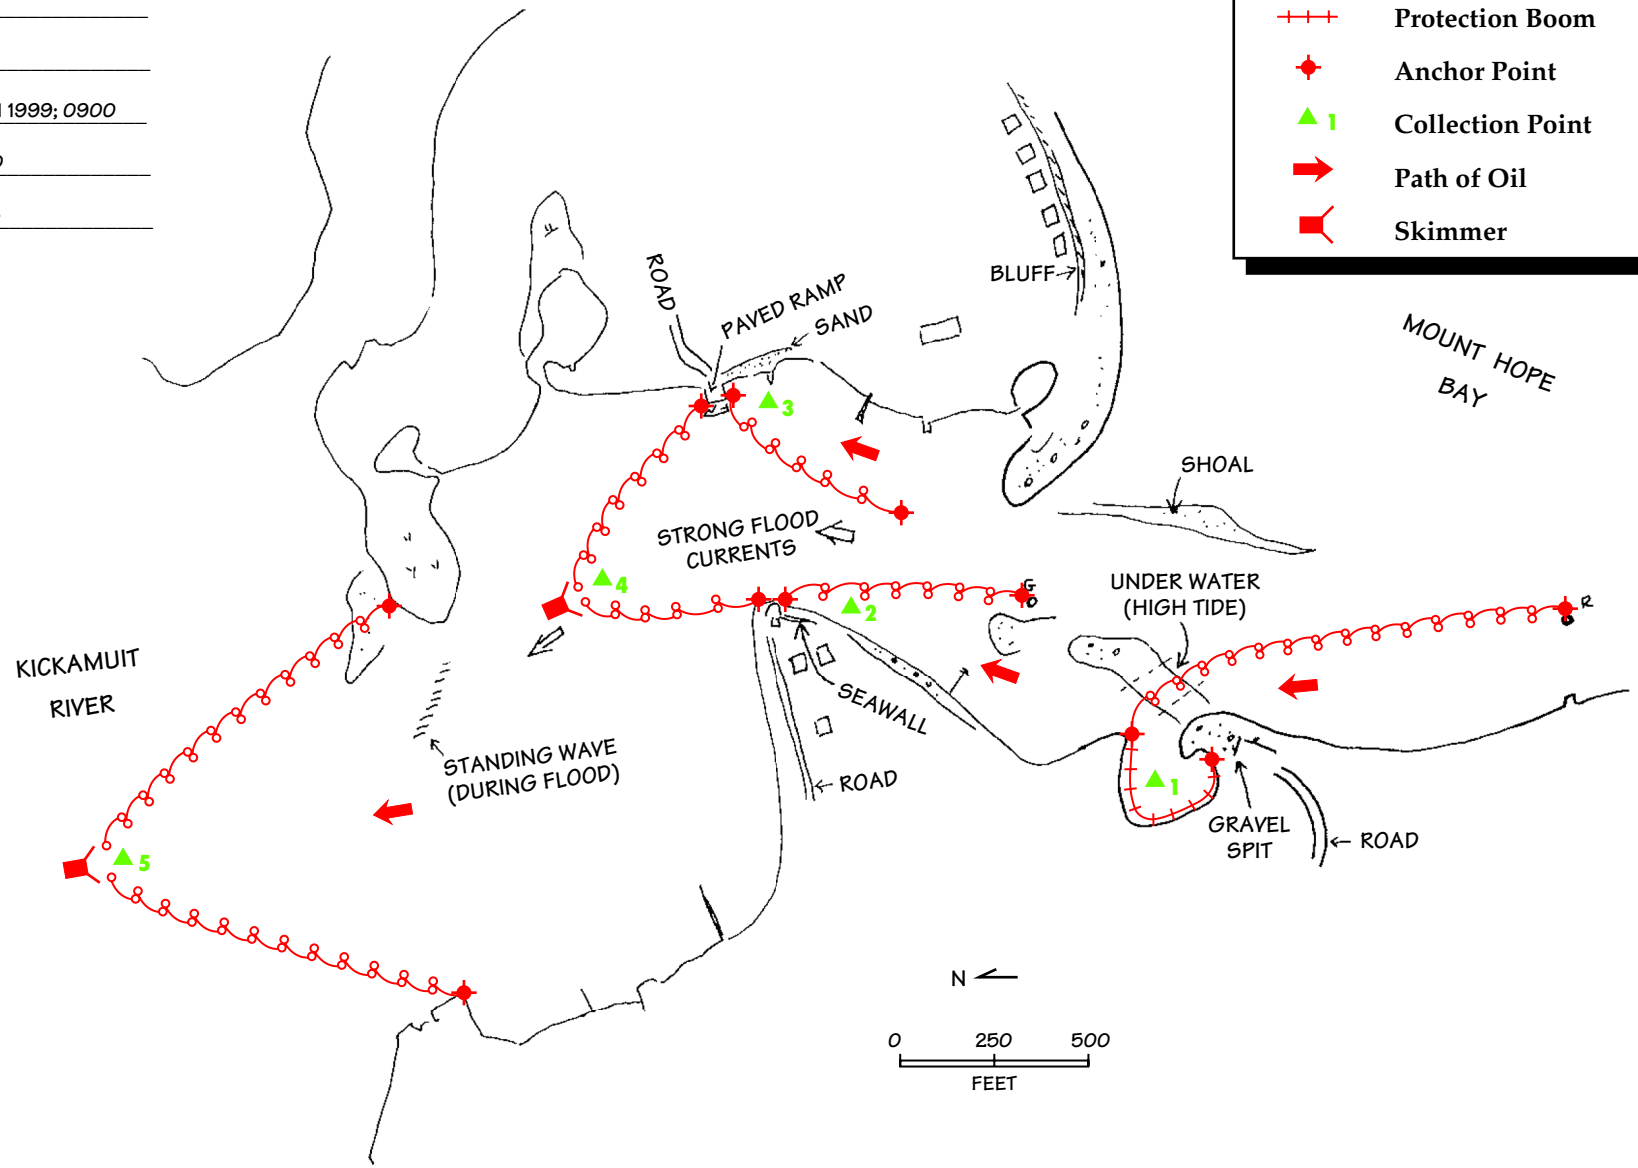 1999; 0900
Protection Boom
Anchor Point
1
Collection Point
Path of Oil
Skimmer
MOUNT HOPE
BAY
BLUFF
ROAD
PAVED RAMP
SAND
3
SHOAL
STRONG FLOOD
CURRENTS
4
2
G
UNDER WATER
(HIGH TIDE)
R
KICKAMUIT
RIVER
SEAWALL
STANDING WAVE
(DURING FLOOD)
ROAD
1
GRAVEL
SPIT
ROAD
5
N
0 250 500
FEET